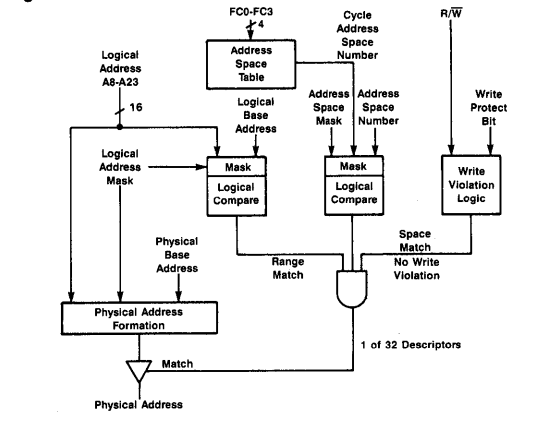 FC0-FC3
4
Cycle
Address
Space
Number
R/W̅
Address
Space
Table
Logical
Address
A8-A23
16
Logical
Base
Address
Address
Space
Mask
Address
Space
Number
Write
Protect
Bit
Logical
Address
Mask
Mask
Logical
Compare
Mask
Logical
Compare
Write
Violation
Logic
Physical
Base
Address
Range
Match
Space
Match
No Write
Violation
Physical Address
Formation
1 of 32 Descriptors
Match
Physical Address